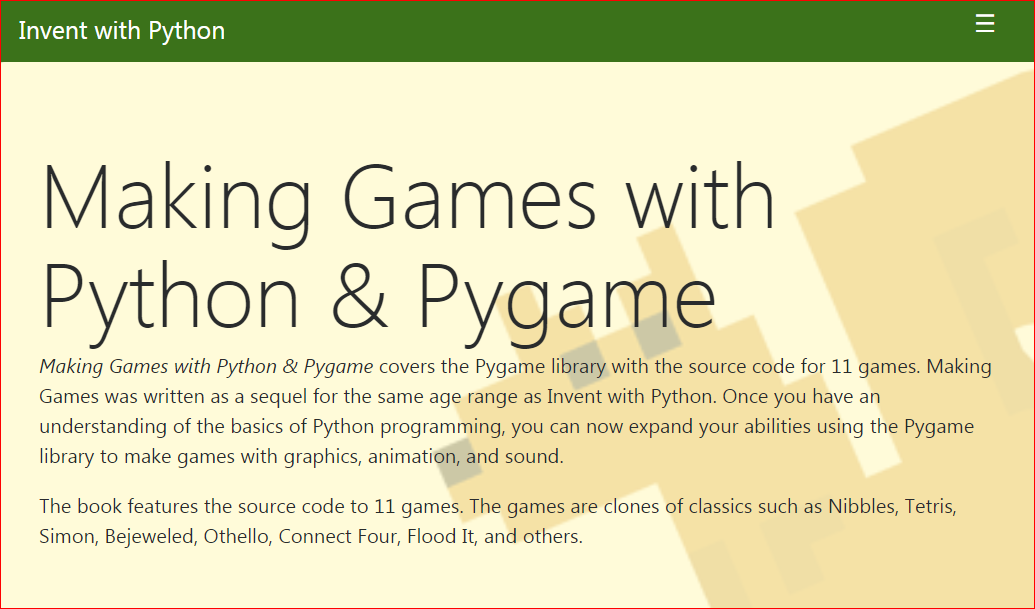 Invent with Python
Making Games with
Python & Pygame
Making Games with Python & Pygame covers the Pygame library with the source code for 11 games. Making
Games was written as a sequel for the same age range as Invent with Python. Once you have an
understanding of the basics of Python programming, you can now expand your abilities using the Pygame
library to make games with graphics, animation, and sound.
The book features the source code to 11 games. The games are clones of classics such as Nibbles, Tetris,
Simon, Bejeweled, Othello, Connect Four, Flood It, and others.